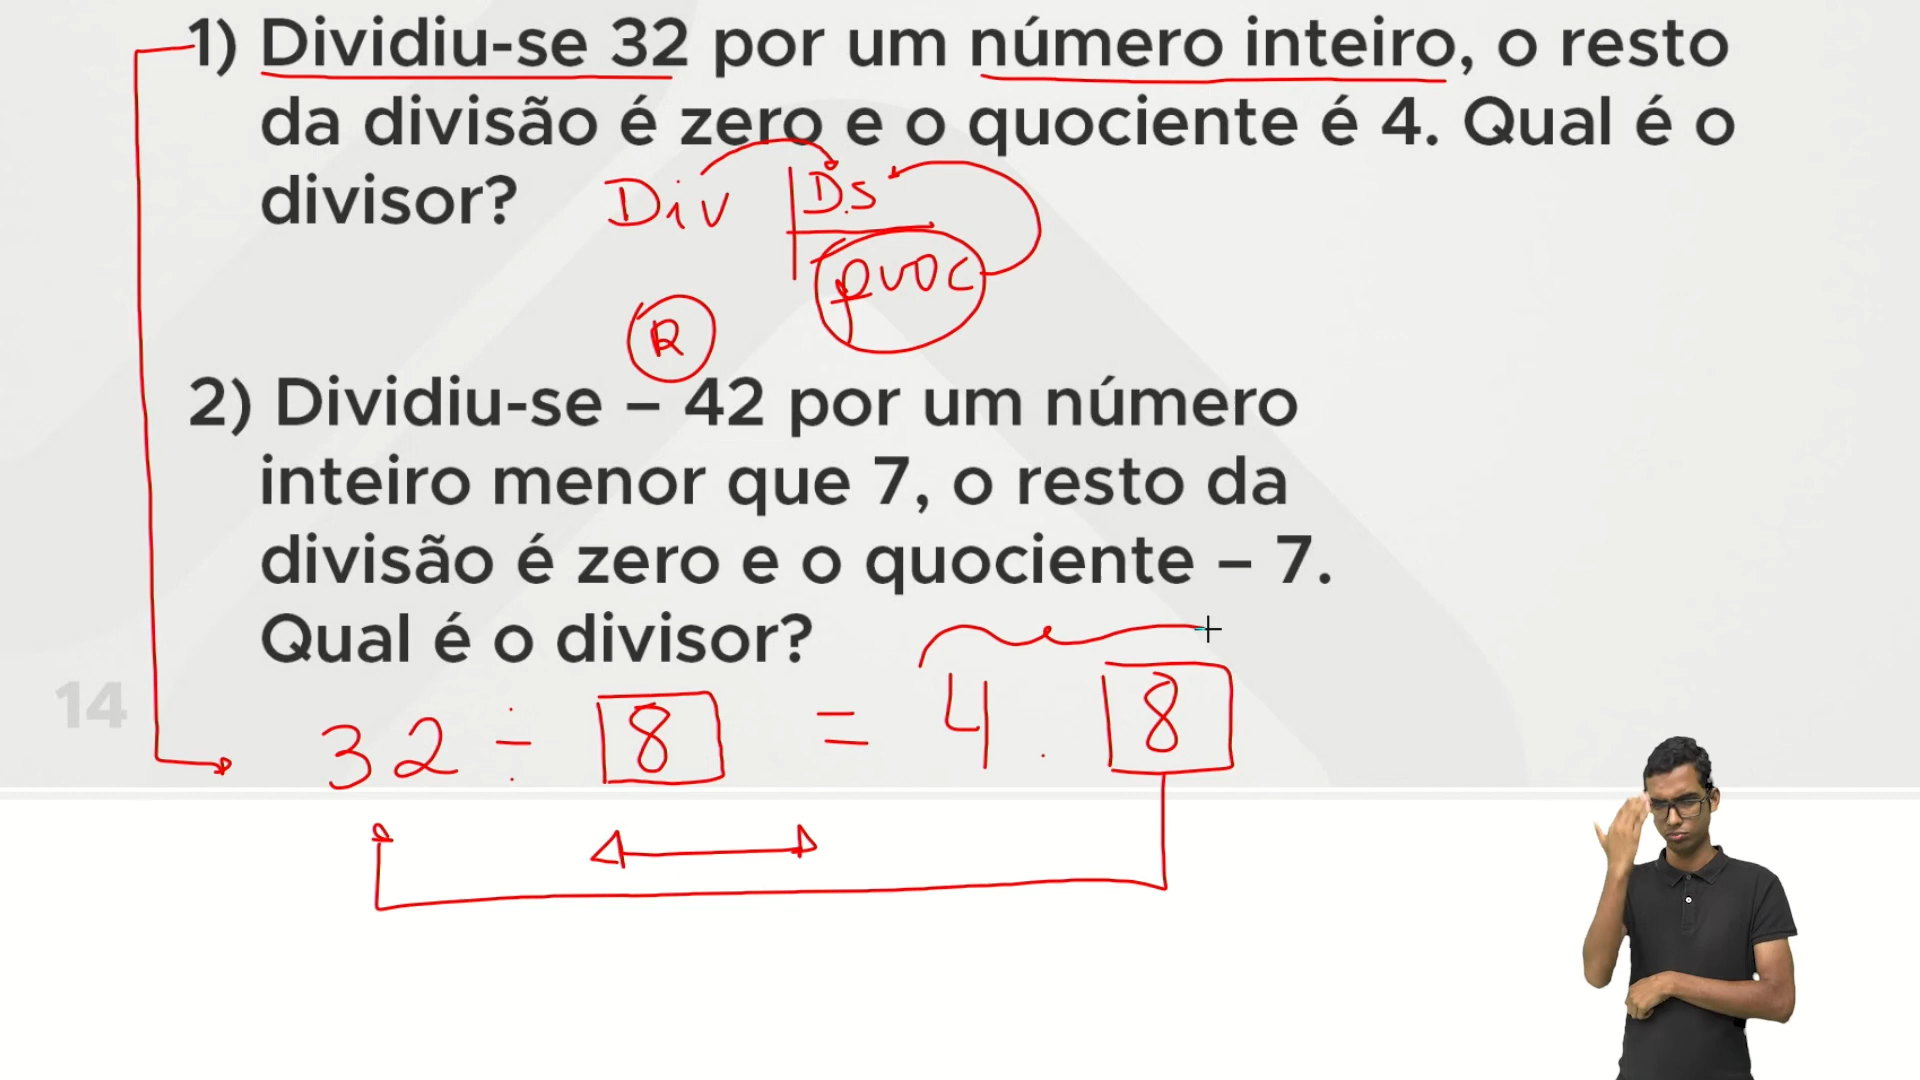 1) Dividiu-se 32 por um número inteiro, o resto
da divisão é zero e o quociente é 4. Qual é o
divisor?
Div D.S
quoc
R
2) Dividiu-se – 42 por um número
inteiro menor que 7, o resto da
divisão é zero e o quociente – 7.
Qual é o divisor?
14
32 ÷ 8 = 4 . 8